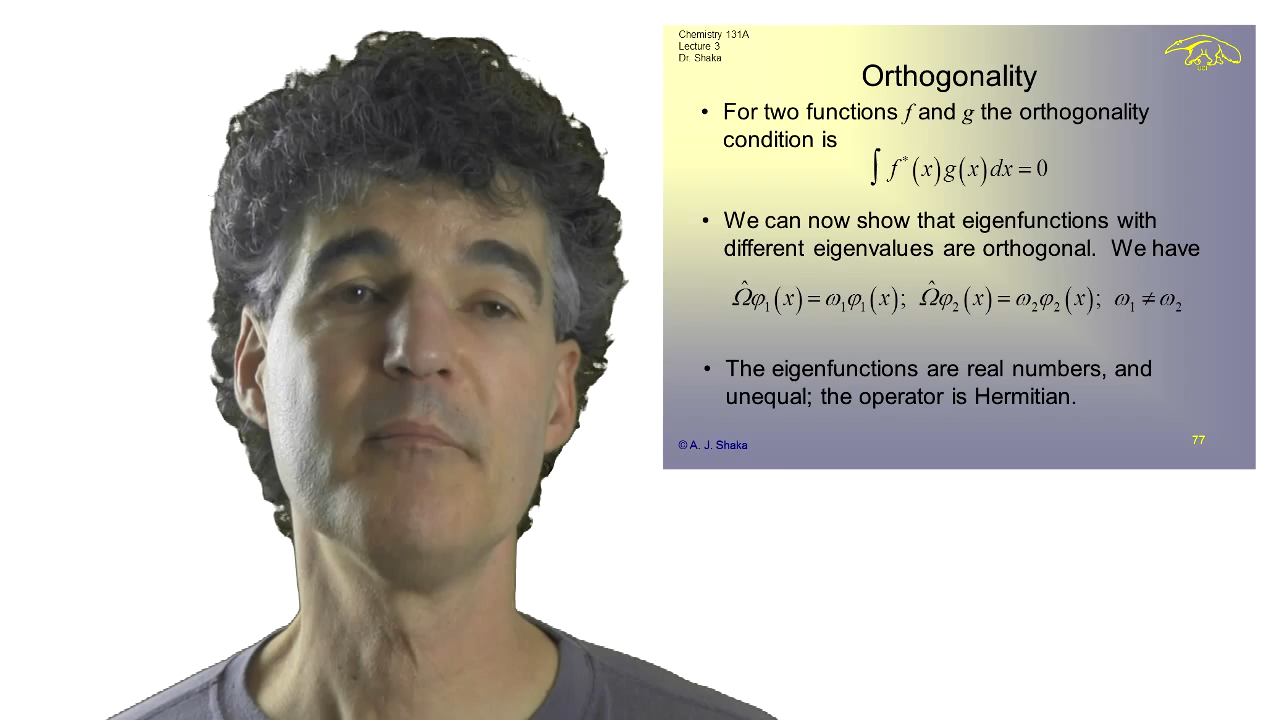 Chemistry 131A
Lecture 3
Dr. Shaka
UCI
Orthogonality
• For two functions f and g the orthogonality
condition is
∫ f*(x)g(x)dx = 0
• We can now show that eigenfunctions with
different eigenvalues are orthogonal. We have
Ω̂φ₁(x) = ω₁φ₁(x); Ω̂φ₂(x) = ω₂φ₂(x); ω₁ ≠ ω₂
• The eigenfunctions are real numbers, and
unequal; the operator is Hermitian.
© A. J. Shaka
77